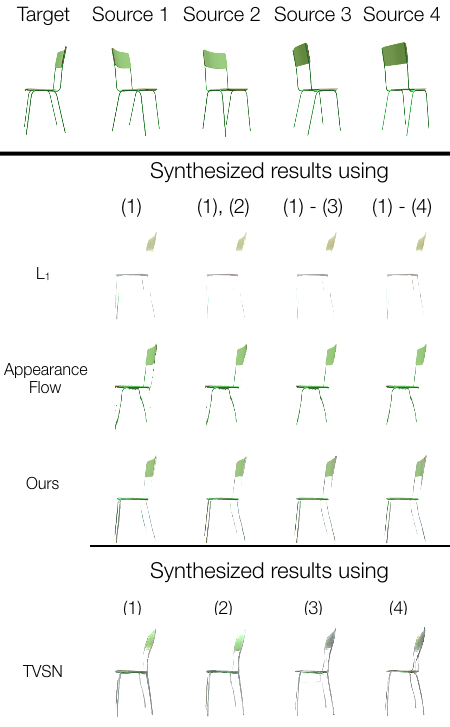 Target Source 1 Source 2 Source 3 Source 4
Synthesized results using
(1) (1), (2) (1) - (3) (1) - (4)
L₁
Appearance
Flow
Ours
Synthesized results using
(1) (2) (3) (4)
TVSN